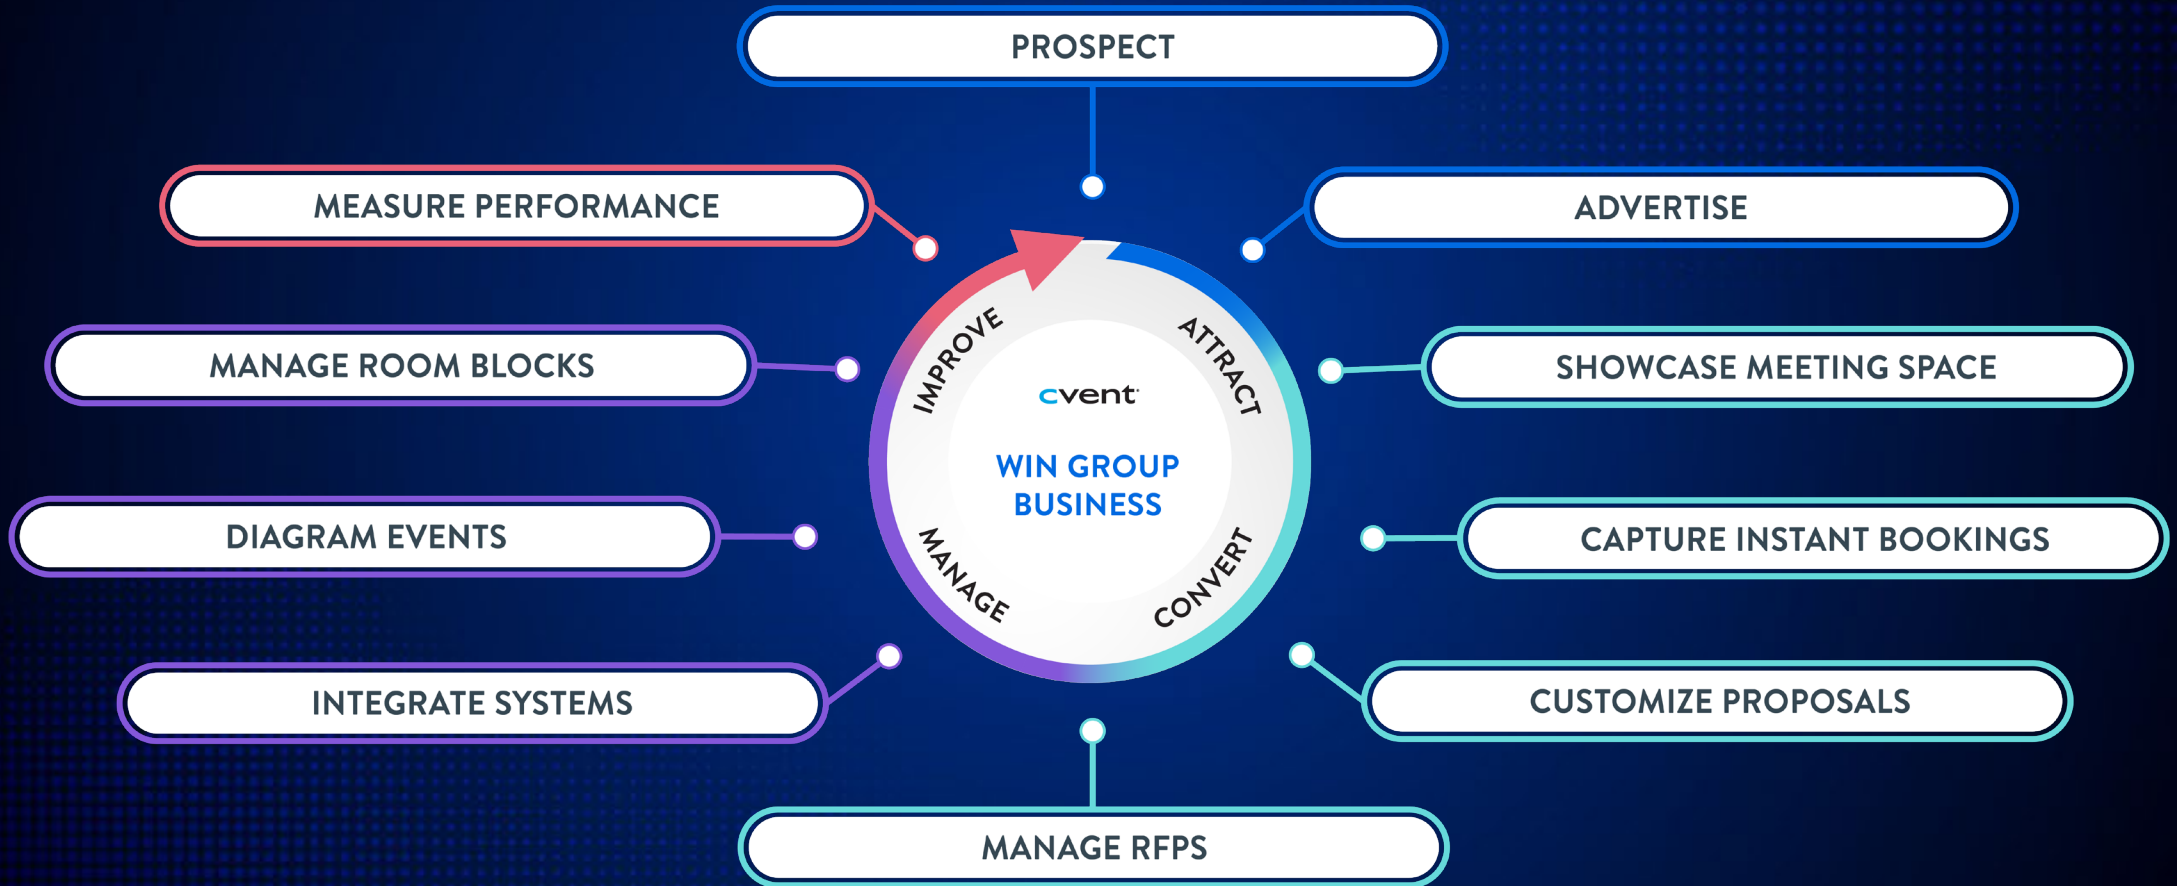 PROSPECT
MEASURE PERFORMANCE
ADVERTISE
MANAGE ROOM BLOCKS
SHOWCASE MEETING SPACE
IMPROVE
ATTRACT
cvent
WIN GROUP
BUSINESS
DIAGRAM EVENTS
CAPTURE INSTANT BOOKINGS
MANAGE
CONVERT
INTEGRATE SYSTEMS
CUSTOMIZE PROPOSALS
MANAGE RFPS